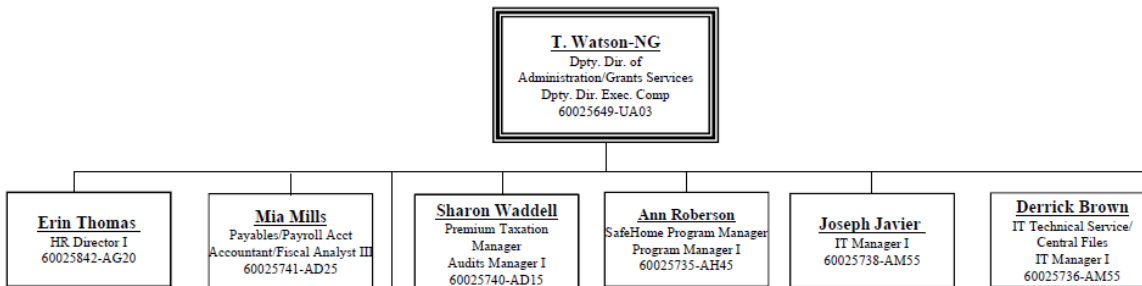 T. Watson-NG
Dpty. Dir. of
Administration/Grants Services
Dpty. Dir. Exec. Comp
60025649-UA03
Erin Thomas
HR Director I
60025842-AG20
Mia Mills
Payables/Payroll Acct
Accountant/Fiscal Analyst III
60025741-AD25
Sharon Waddell
Premium Taxation
Manager
Audits Manager I
60025740-AD15
Ann Roberson
SafeHome Program Manager
Program Manager I
60025735-AH45
Joseph Javier
IT Manager I
60025738-AM55
Derrick Brown
IT Technical Service/
Central Files
IT Manager I
60025736-AM55